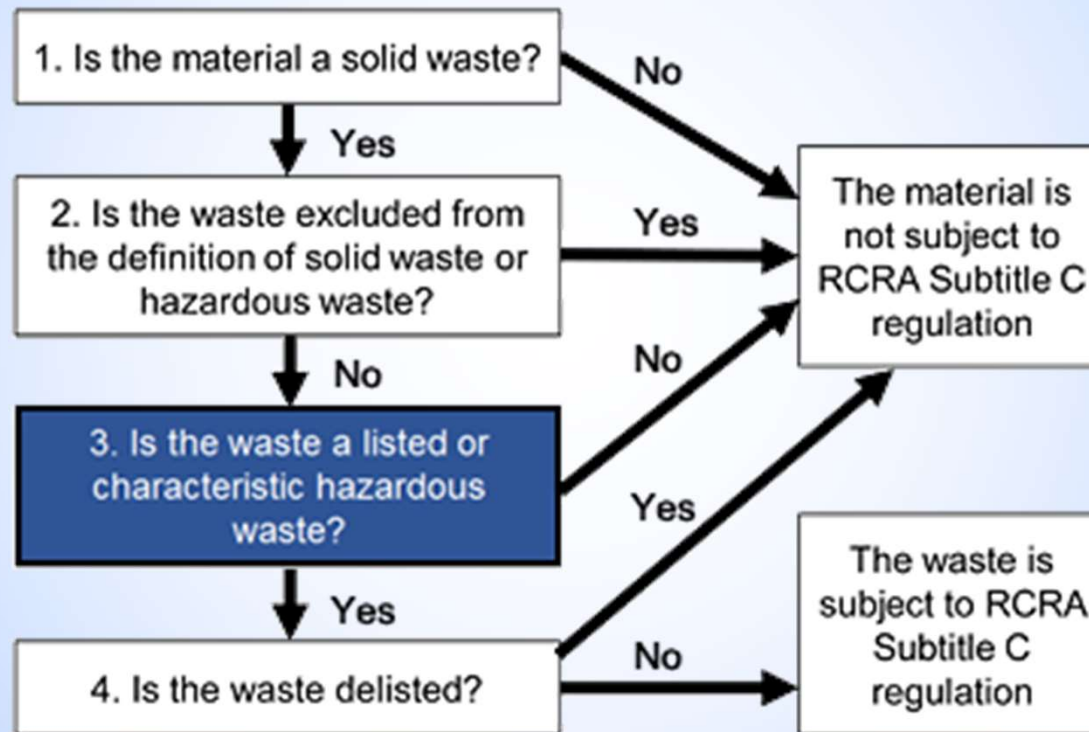 1. Is the material a solid waste?
No
Yes
2. Is the waste excluded from
the definition of solid waste or
hazardous waste?
Yes
The material is
not subject to
RCRA Subtitle C
regulation
No
No
3. Is the waste a listed or
characteristic hazardous
waste?
Yes
Yes
4. Is the waste delisted?
No
The waste is
subject to RCRA
Subtitle C
regulation